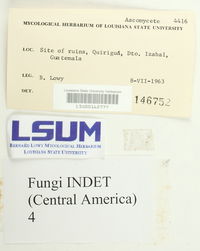 Ascomycete 4416
MYCOLOGICAL HERBARIUM OF LOUISIANA STATE UNIVERSITY
LOC. Site of ruins, Quiriguá, Dto. Izabal,
Guatemala
LEG. B. Lowy 8-VII-1963
146752
LSUM
BERNARD LOWY MYCOLOGICAL HERBARIUM
LOUISIANA STATE UNIVERSITY
Fungi INDET
(Central America)
4